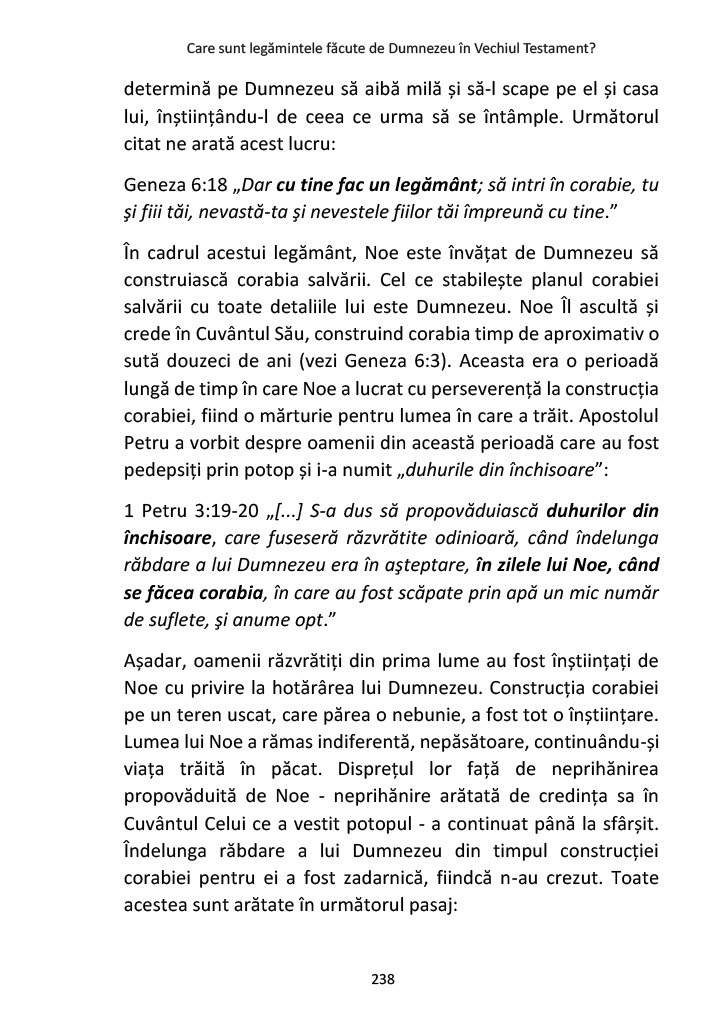 Care sunt legămintele făcute de Dumnezeu în Vechiul Testament?
determină pe Dumnezeu să aibă milă și să-l scape pe el și casa
lui, înștiințându-l de ceea ce urma să se întâmple. Următorul
citat ne arată acest lucru:
Geneza 6:18 „Dar cu tine fac un legământ; să intri în corabie, tu
şi fiii tăi, nevastă-ta şi nevestele fiilor tăi împreună cu tine.”
În cadrul acestui legământ, Noe este învățat de Dumnezeu să
construiască corabia salvării. Cel ce stabilește planul corabiei
salvării cu toate detaliile lui este Dumnezeu. Noe Îl ascultă și
crede în Cuvântul Său, construind corabia timp de aproximativ o
sută douzeci de ani (vezi Geneza 6:3). Aceasta era o perioadă
lungă de timp în care Noe a lucrat cu perseverență la construcția
corabiei, fiind o mărturie pentru lumea în care a trăit. Apostolul
Petru a vorbit despre oamenii din această perioadă care au fost
pedepsiți prin potop și i-a numit „duhurile din închisoare”:
1 Petru 3:19-20 „[...] S-a dus să propovăduiască duhurilor din
închisoare, care fuseseră răzvrătite odinioară, când îndelunga
răbdare a lui Dumnezeu era în aşteptare, în zilele lui Noe, când
se făcea corabia, în care au fost scăpate prin apă un mic număr
de suflete, şi anume opt.”
Așadar, oamenii răzvrătiți din prima lume au fost înștiințați de
Noe cu privire la hotărârea lui Dumnezeu. Construcția corabiei
pe un teren uscat, care părea o nebunie, a fost tot o înștiințare.
Lumea lui Noe a rămas indiferentă, nepăsătoare, continuându-și
viața trăită în păcat. Disprețul lor față de neprihănirea
propovăduită de Noe - neprihănire arătată de credința sa în
Cuvântul Celui ce a vestit potopul - a continuat până la sfârșit.
Îndelunga răbdare a lui Dumnezeu din timpul construcției
corabiei pentru ei a fost zadarnică, fiindcă n-au crezut. Toate
acestea sunt arătate în următorul pasaj:
238